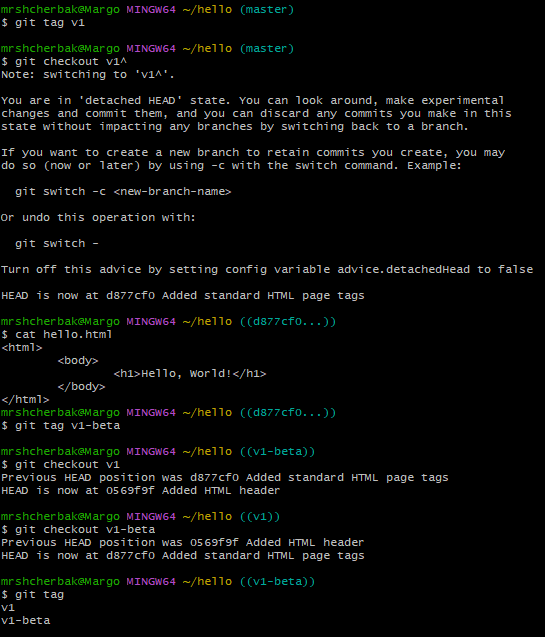 mrshcherbak@Margo MINGW64 ~/hello (master)
$ git tag v1
mrshcherbak@Margo MINGW64 ~/hello (master)
$ git checkout v1^
Note: switching to 'v1^'.
You are in 'detached HEAD' state. You can look around, make experimental
changes and commit them, and you can discard any commits you make in this
state without impacting any branches by switching back to a branch.
If you want to create a new branch to retain commits you create, you may
do so (now or later) by using -c with the switch command. Example:
git switch -c <new-branch-name>
Or undo this operation with:
git switch -
Turn off this advice by setting config variable advice.detachedHead to false
HEAD is now at d877cf0 Added standard HTML page tags
mrshcherbak@Margo MINGW64 ~/hello ((d877cf0...))
$ cat hello.html
<html>
<body>
<h1>Hello, World!</h1>
</body>
</html>
mrshcherbak@Margo MINGW64 ~/hello ((d877cf0...))
$ git tag v1-beta
mrshcherbak@Margo MINGW64 ~/hello ((v1-beta))
$ git checkout v1
Previous HEAD position was d877cf0 Added standard HTML page tags
HEAD is now at 0569f9f Added HTML header
mrshcherbak@Margo MINGW64 ~/hello ((v1))
$ git checkout v1-beta
Previous HEAD position was 0569f9f Added HTML header
HEAD is now at d877cf0 Added standard HTML page tags
mrshcherbak@Margo MINGW64 ~/hello ((v1-beta))
$ git tag
v1
v1-beta